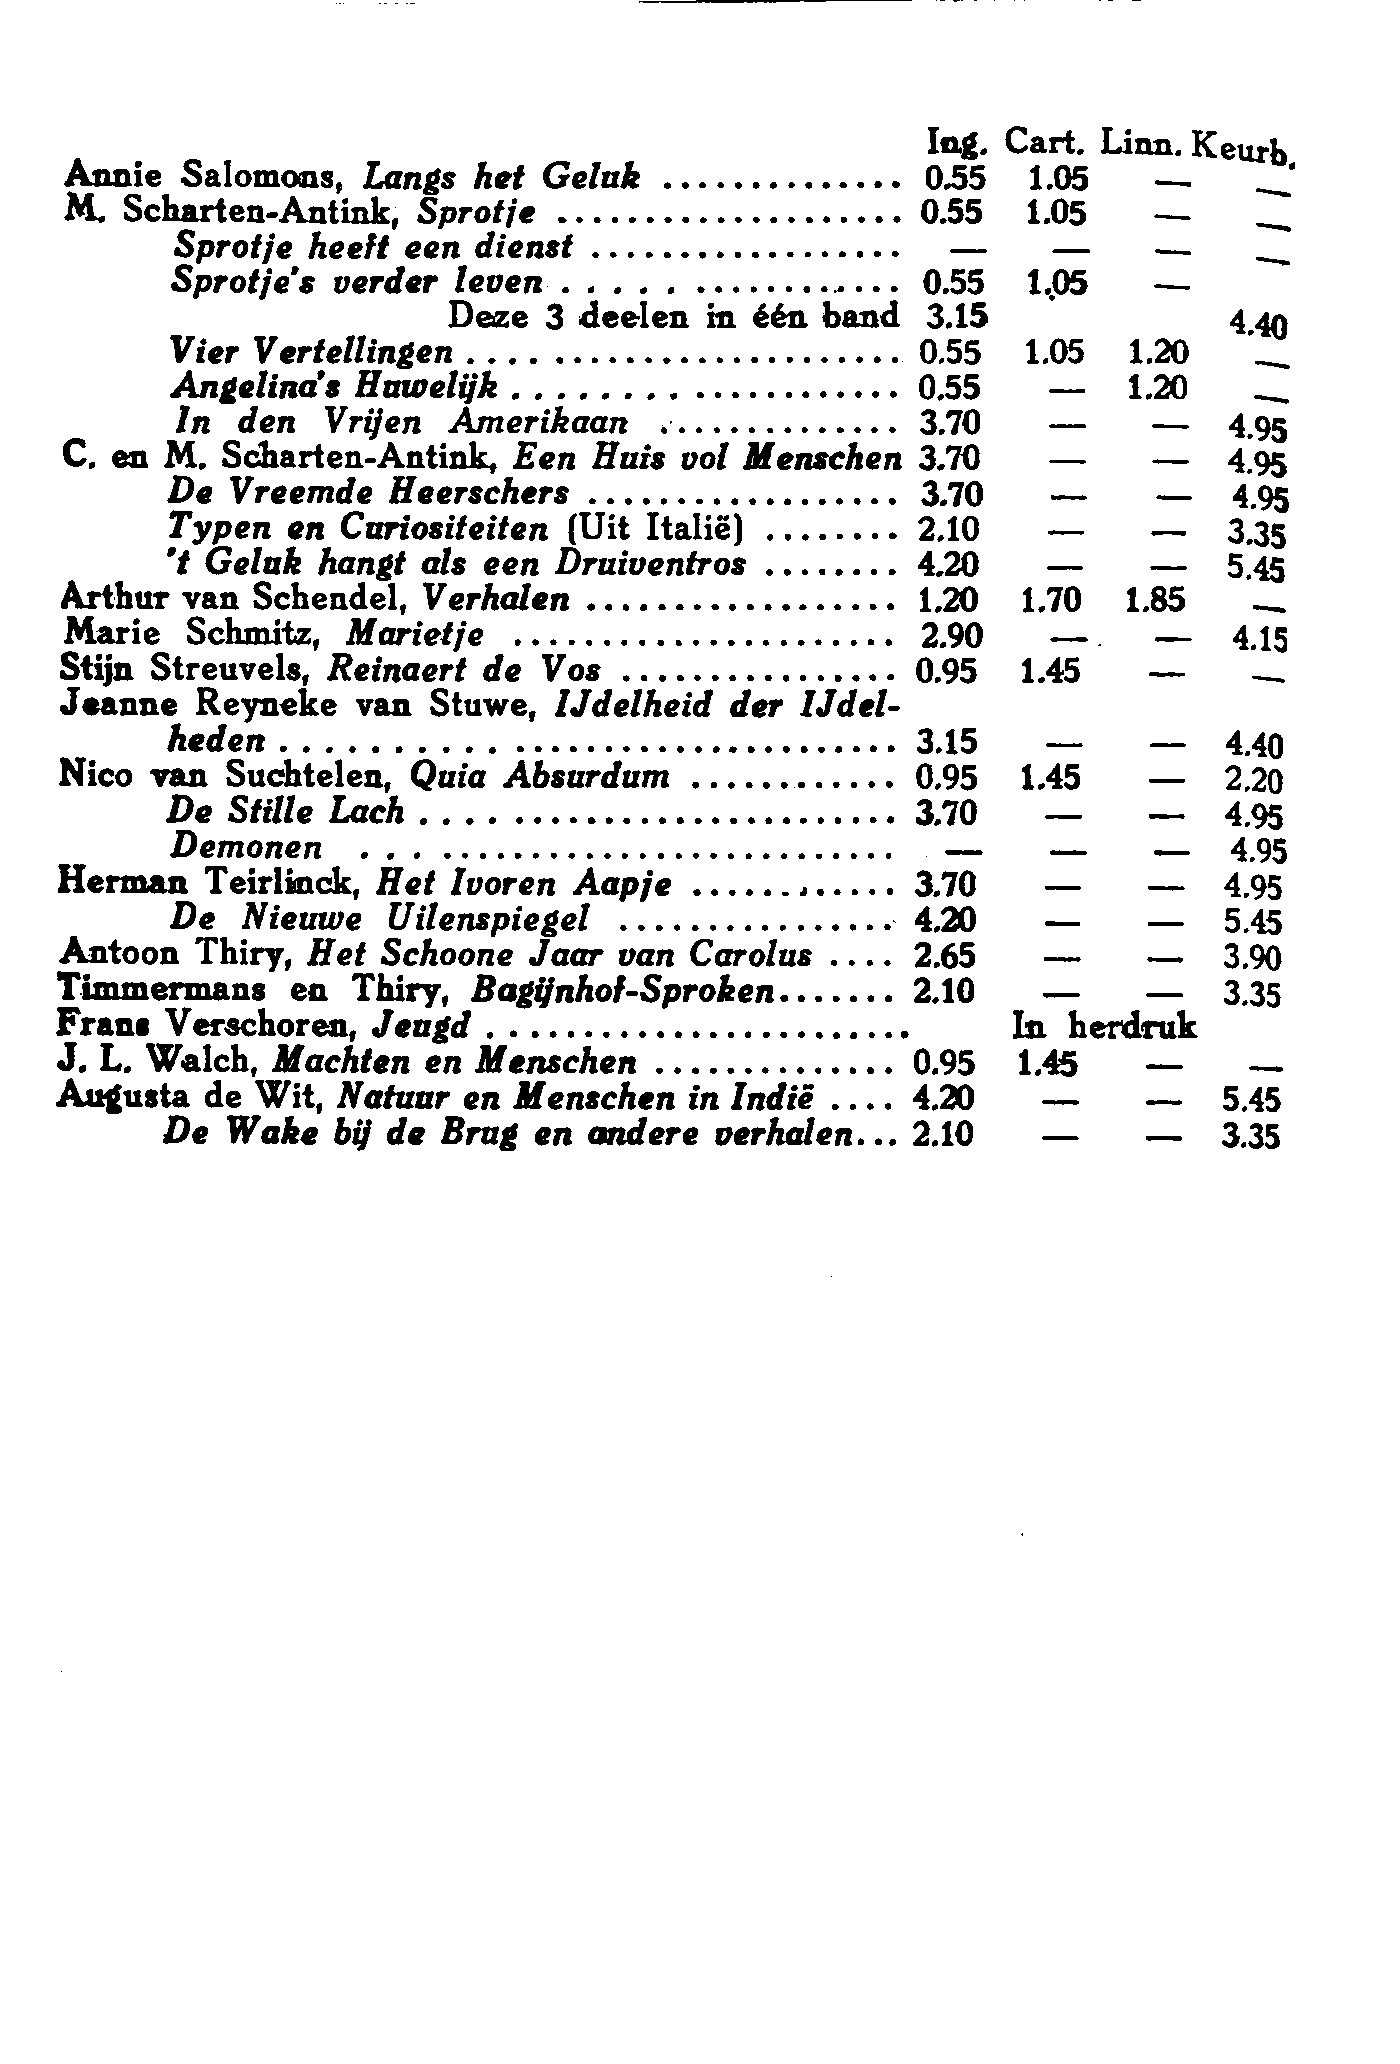 Ing. Cart. Linn. Keurb.
Annie Salomons, Langs het Geluk .............. 0.55 1.05 — —
M. Scharten-Antink, Sprotje .................... 0.55 1.05 — —
Sprotje heeft een dienst .................. — — — —
Sprotje's verder leven .................... 0.55 1.05 —
Deze 3 deelen in één band 3.15 4.40
Vier Vertellingen ......................... 0.55 1.05 1.20 —
Angelina's Huwelijk ....................... 0.55 — 1.20 —
In den Vrijen Amerikaan .............. 3.70 — — 4.95
C. en M. Scharten-Antink, Een Huis vol Menschen 3.70 — — 4.95
De Vreemde Heerschers .................. 3.70 — — 4.95
Typen en Curiositeiten (Uit Italië) ........ 2.10 — — 3.35
't Geluk hangt als een Druiventros ........ 4.20 — — 5.45
Arthur van Schendel, Verhalen .................. 1.20 1.70 1.85 —
Marie Schmitz, Marietje ...................... 2.90 — — 4.15
Stijn Streuvels, Reinaert de Vos ................ 0.95 1.45 — —
Jeanne Reyneke van Stuwe, IJdelheid der IJdel-
heden .................................. 3.15 — — 4.40
Nico van Suchtelen, Quia Absurdum ............ 0.95 1.45 — 2.20
De Stille Lach ............................ 3.70 — — 4.95
Demonen .............................. — — — 4.95
Herman Teirlinck, Het Ivoren Aapje ............ 3.70 — — 4.95
De Nieuwe Uilenspiegel ................ 4.20 — — 5.45
Antoon Thiry, Het Schoone Jaar van Carolus .... 2.65 — — 3.90
Timmermans en Thiry, Bagijnhof-Sproken....... 2.10 — — 3.35
Frans Verschoren, Jeugd ........................ In herdruk
J. L. Walch, Machten en Menschen .............. 0.95 1.45 — —
Augusta de Wit, Natuur en Menschen in Indië .... 4.20 — — 5.45
De Wake bij de Brug en andere verhalen... 2.10 — — 3.35